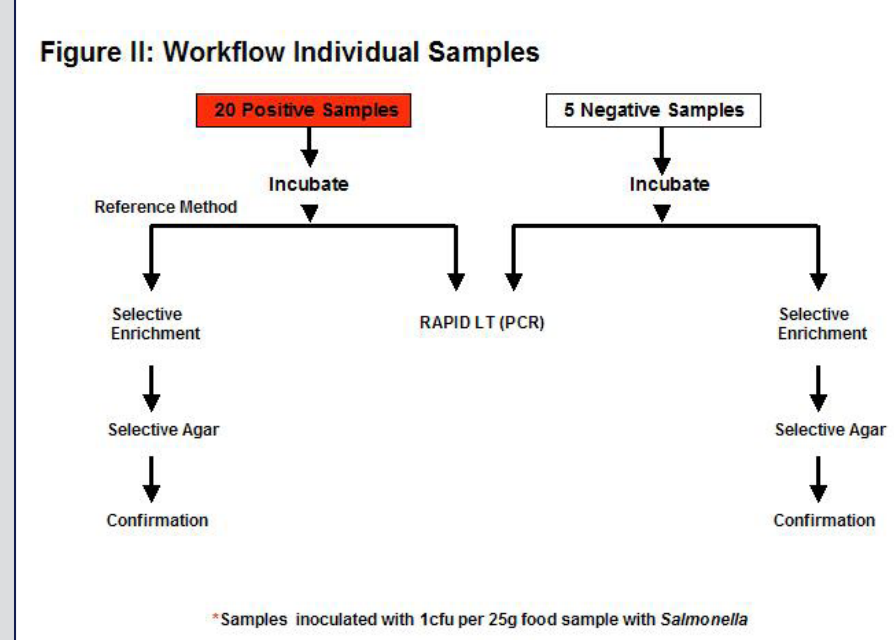 Figure II: Workflow Individual Samples
20 Positive Samples
5 Negative Samples
Incubate
Incubate
Reference Method
Selective
Enrichment
RAPID LT (PCR)
Selective
Enrichment
Selective Agar
Selective Agar
Confirmation
Confirmation
*Samples inoculated with 1cfu per 25g food sample with Salmonella